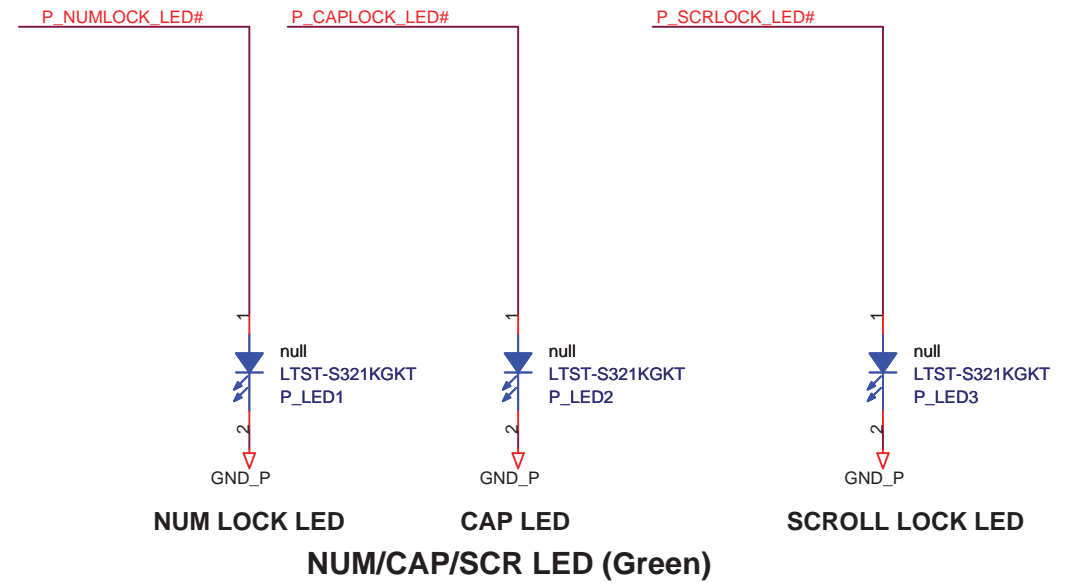 P_NUMLOCK_LED#
P_CAPLOCK_LED#
P_SCRLOCK_LED#
1
1
1
null
LTST-S321KGKT
P_LED1
null
LTST-S321KGKT
P_LED2
null
LTST-S321KGKT
P_LED3
2
2
2
GND_P
GND_P
GND_P
NUM LOCK LED
CAP LED
SCROLL LOCK LED
NUM/CAP/SCR LED (Green)